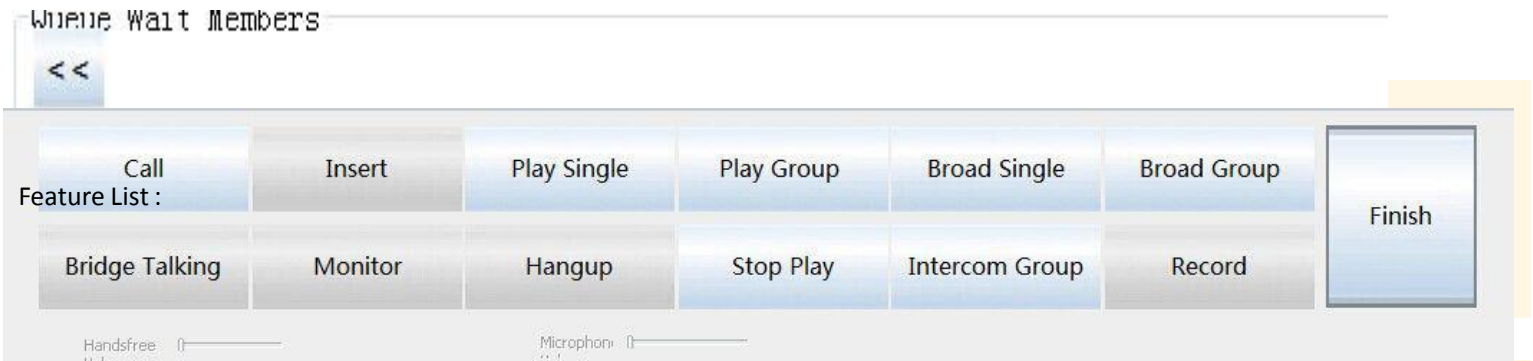 Queue Wait Members
<<
Call Insert Play Single Play Group Broad Single Broad Group
Feature List :
Finish
Bridge Talking Monitor Hangup Stop Play Intercom Group Record
Handsfree Microphon